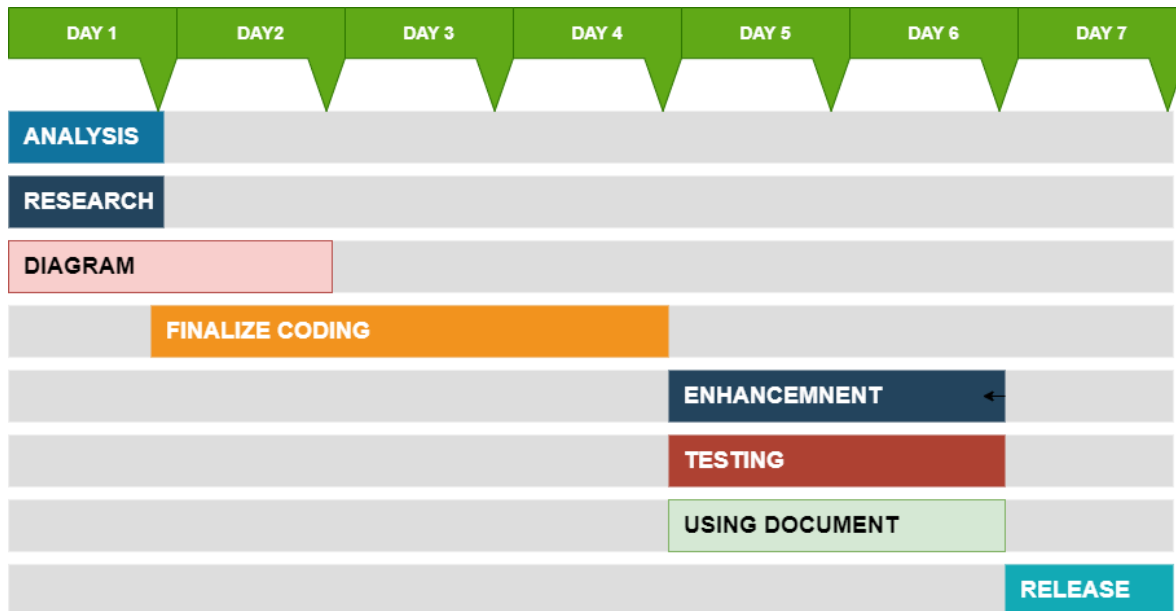 DAY 1
DAY2
DAY 3
DAY 4
DAY 5
DAY 6
DAY 7
ANALYSIS
RESEARCH
DIAGRAM
FINALIZE CODING
ENHANCEMNENT
TESTING
USING DOCUMENT
RELEASE